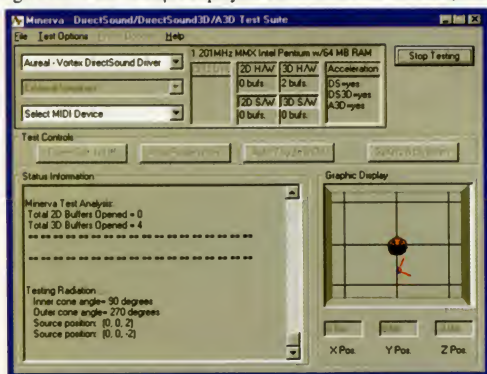 Minerva DirectSound/DirectSound3D/A3D Test Suite
File Test Options Help
1 201MHz MMX Intel Pentium w/64 MB RAM
Stop Testing
Aureal - Vortex DirectSound Driver
2D H/W 3D H/W
Acceleration
0 bufs. 2 bufs.
DS=yes
DS3D=yes
A3D=yes
2D S/W 3D S/W
0 bufs. 0 bufs.
Select MIDI Device
Test Controls
Status Information
Graphic Display
Minerva Test Analysis:
Total 2D Buffers Opened = 0
Total 3D Buffers Opened = 4
Testing Radiation ...
Inner cone angle= 90 degrees
Outer cone angle= 270 degrees
Source position: [0, 0, 2]
Source position: [0, 0, -2]
X Pos. Y Pos. Z Pos.